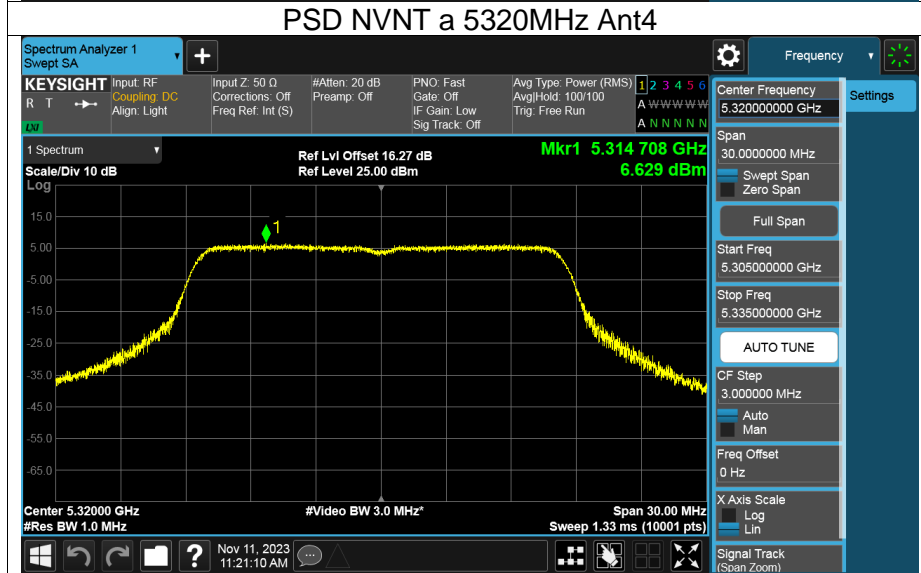 PSD NVNT a 5320MHz Ant4
Spectrum Analyzer 1
Swept SA
+
Frequency
KEYSIGHT
R T
LXI
Input: RF
Coupling: DC
Align: Light
Input Z: 50 Ω
Corrections: Off
Freq Ref: Int (S)
#Atten: 20 dB
Preamp: Off
PNO: Fast
Gate: Off
IF Gain: Low
Sig Track: Off
Avg Type: Power (RMS)
Avg|Hold: 100/100
Trig: Free Run
1 2 3 4 5 6
A W W W W W
A N N N N N
Center Frequency
5.320000000 GHz
Settings
Span
30.0000000 MHz
Swept Span
Zero Span
Full Span
Start Freq
5.305000000 GHz
Stop Freq
5.335000000 GHz
AUTO TUNE
CF Step
3.000000 MHz
Auto
Man
Freq Offset
0 Hz
X Axis Scale
Log
Lin
Signal Track
(Span Zoom)
1 Spectrum
Scale/Div 10 dB
Log
Ref Lvl Offset 16.27 dB
Ref Level 25.00 dBm
Mkr1 5.314 708 GHz
6.629 dBm
1
15.0
5.00
-5.00
-15.0
-25.0
-35.0
-45.0
-55.0
-65.0
Center 5.32000 GHz
#Res BW 1.0 MHz
#Video BW 3.0 MHz*
Span 30.00 MHz
Sweep 1.33 ms (10001 pts)
?
Nov 11, 2023
11:21:10 AM